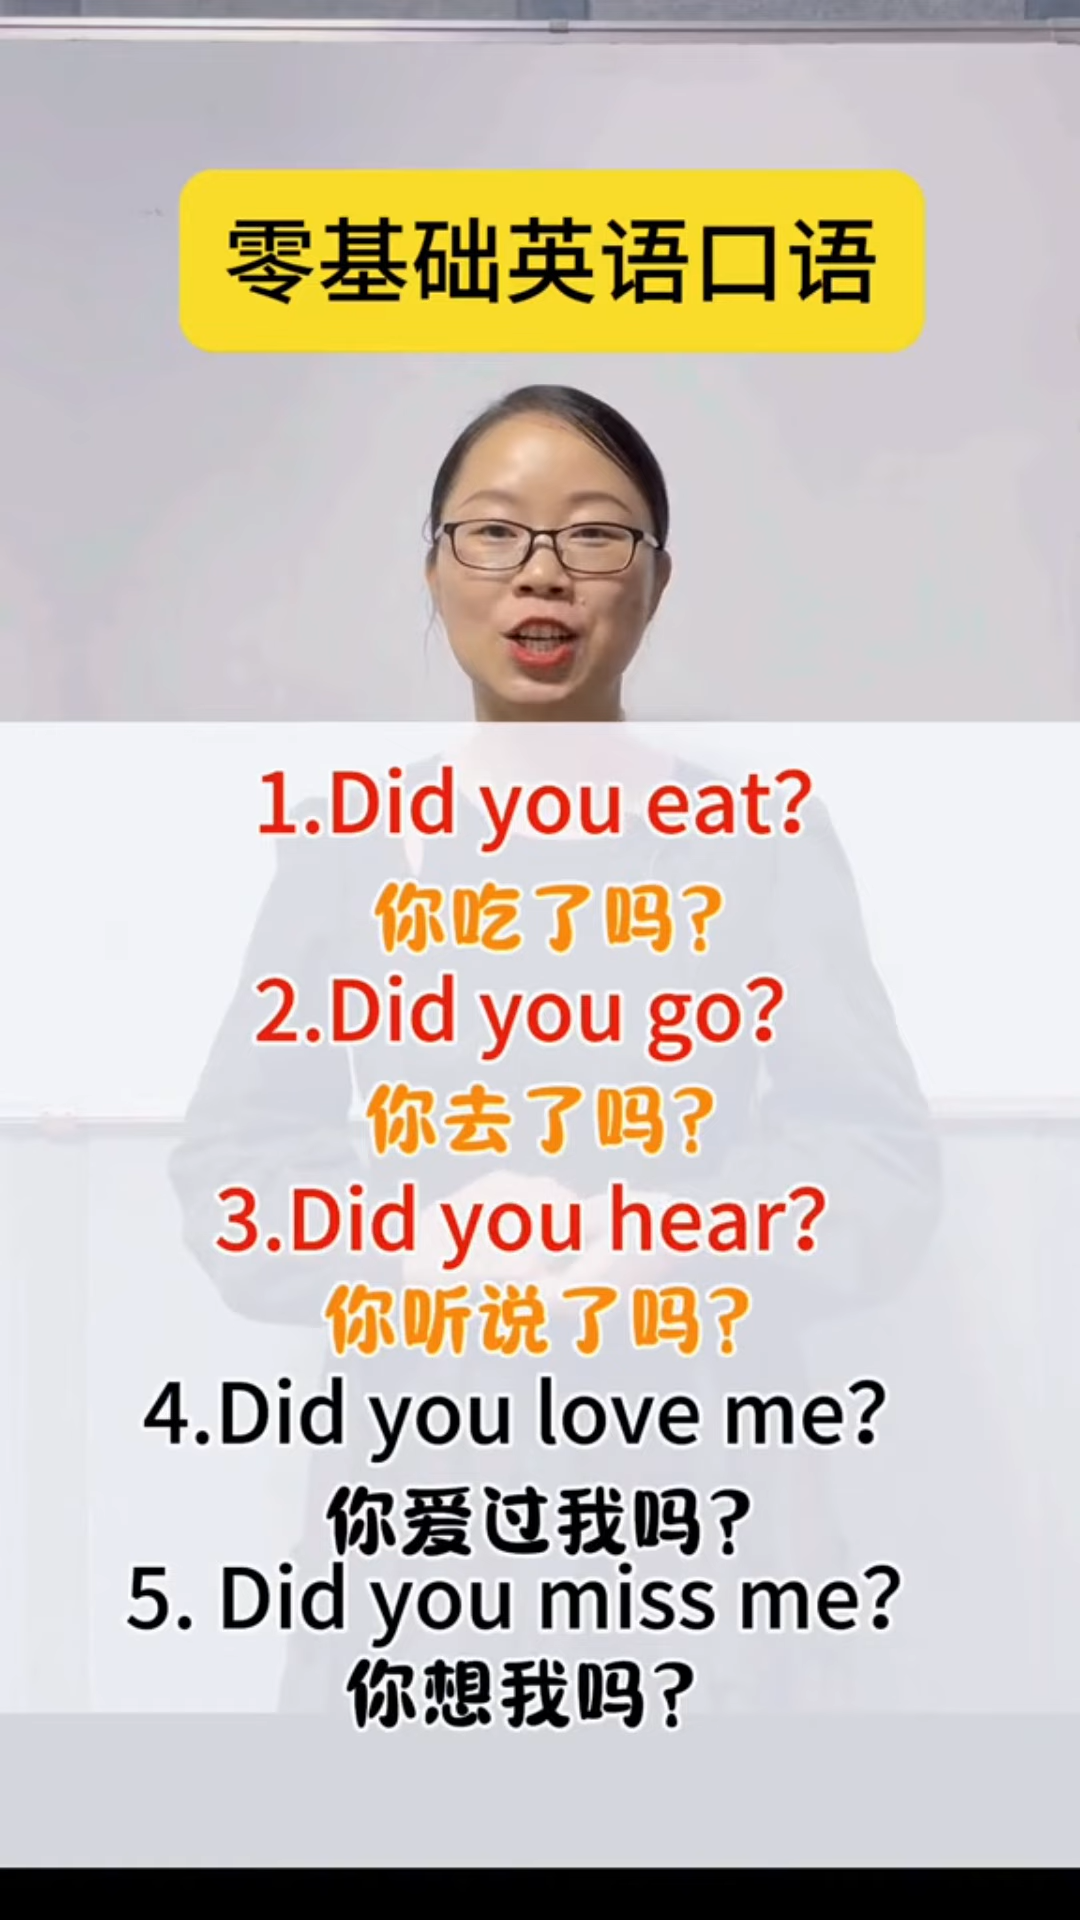 零基础英语口语
1.Did you eat?
你吃了吗?
2.Did you go?
你去了吗?
3.Did you hear?
你听说了吗?
4.Did you love me?
你爱过我吗?
5. Did you miss me?
你想我吗?